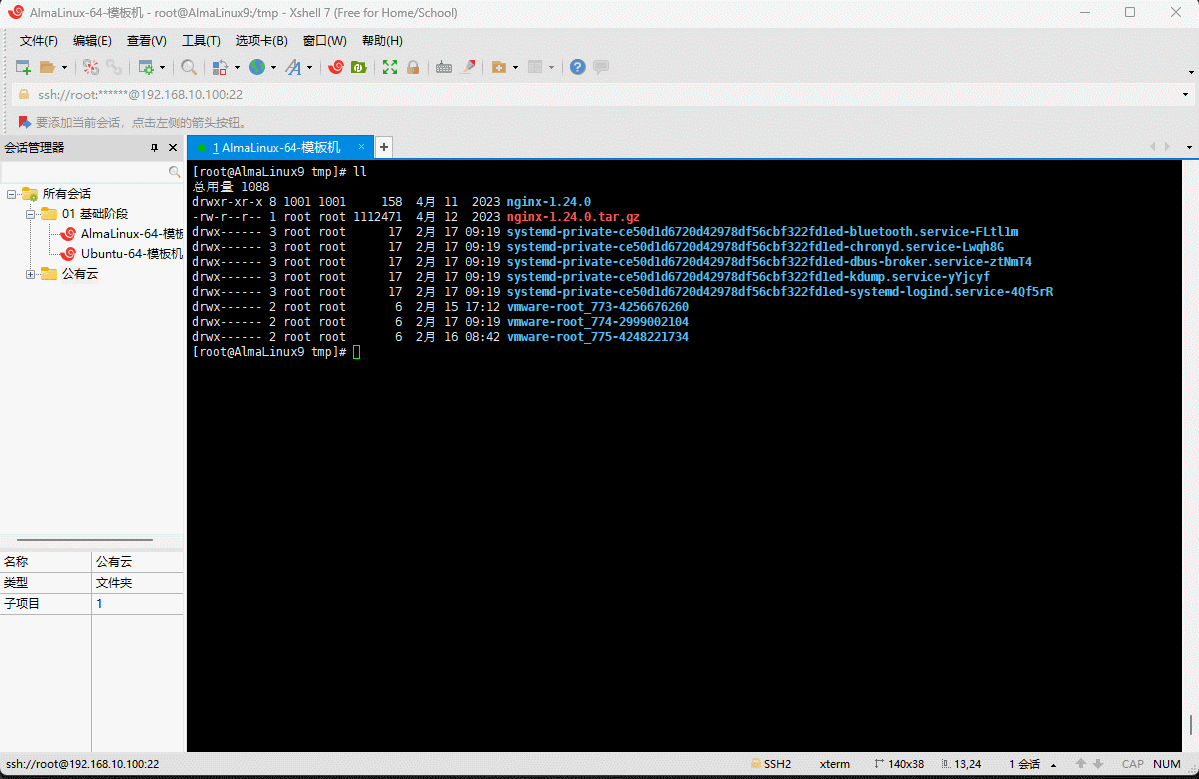 AlmaLinux-64-模板机 - root@AlmaLinux9:/tmp - Xshell 7 (Free for Home/School)
文件(F) 编辑(E) 查看(V) 工具(T) 选项卡(B) 窗口(W) 帮助(H)
ssh://root:******@192.168.10.100:22
要添加当前会话，点击左侧的箭头按钮。
会话管理器
1 AlmaLinux-64-模板机
所有会话
01 基础阶段
AlmaLinux-64-模板
Ubuntu-64-模板机
公有云
[root@AlmaLinux9 tmp]# ll
总用量 1088
drwxr-xr-x 8 1001 1001     158  4月 11  2023 nginx-1.24.0
-rw-r--r-- 1 root root 1112471  4月 12  2023 nginx-1.24.0.tar.gz
drwx------ 3 root root      17  2月 17 09:19 systemd-private-ce50d1d6720d42978df56cbf322fd1ed-bluetooth.service-FLtl1m
drwx------ 3 root root      17  2月 17 09:19 systemd-private-ce50d1d6720d42978df56cbf322fd1ed-chronyd.service-Lwqh8G
drwx------ 3 root root      17  2月 17 09:19 systemd-private-ce50d1d6720d42978df56cbf322fd1ed-dbus-broker.service-ztNmT4
drwx------ 3 root root      17  2月 17 09:19 systemd-private-ce50d1d6720d42978df56cbf322fd1ed-kdump.service-yYjcyf
drwx------ 3 root root      17  2月 17 09:19 systemd-private-ce50d1d6720d42978df56cbf322fd1ed-systemd-logind.service-4Qf5rR
drwx------ 2 root root       6  2月 15 17:12 vmware-root_773-4256676260
drwx------ 2 root root       6  2月 17 09:19 vmware-root_774-2999002104
drwx------ 2 root root       6  2月 16 08:42 vmware-root_775-4248221734
[root@AlmaLinux9 tmp]#
名称 公有云
类型 文件夹
子项目 1
ssh://root@192.168.10.100:22 SSH2 xterm 140x38 13,24 1 会话 CAP NUM